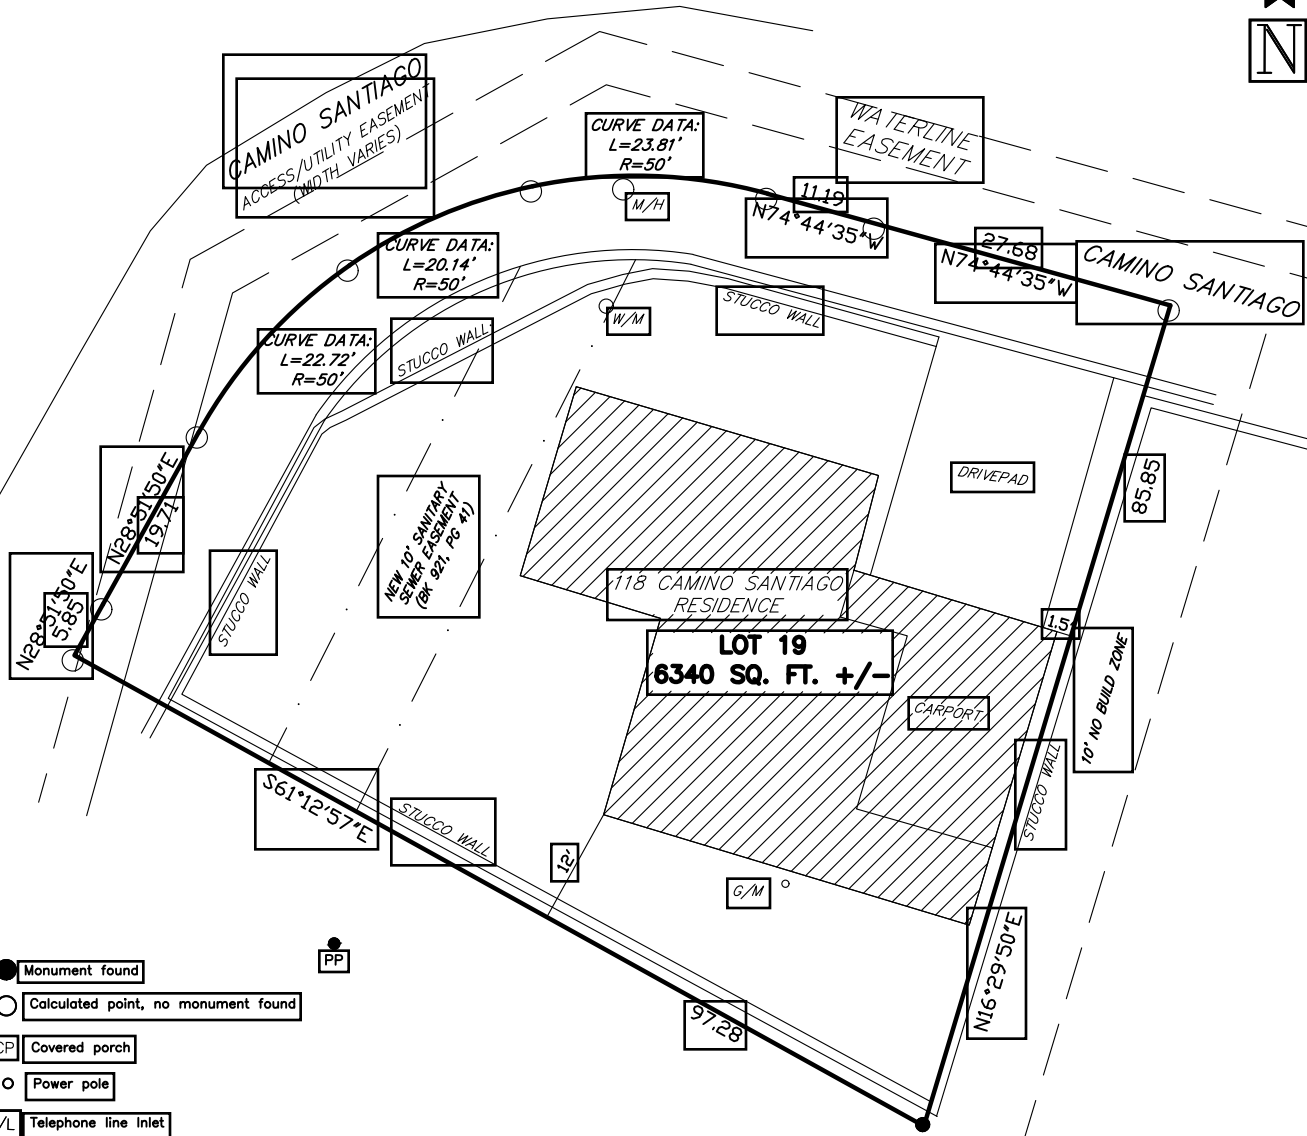 N
CAMINO SANTIAGO
ACCESS/UTILITY EASEMENT
(WIDTH VARIES)
CURVE DATA:
L=23.81'
R=50'
WATERLINE
EASEMENT
M/H
11.19
N74°44'35"W
27.68
N74°44'35"W
CAMINO SANTIAGO
CURVE DATA:
L=20.14'
R=50'
CURVE DATA:
L=22.72'
R=50'
STUCCO WALL
W/M
STUCCO WALL
N28°51'50"E
19.71
NEW 10' SANITARY
SEWER EASEMENT
(BK 921, PG 41)
DRIVEPAD
85.85
N28°51'50"E
5.85
STUCCO WALL
118 CAMINO SANTIAGO
RESIDENCE
LOT 19
6340 SQ. FT. +/-
1.5'
10' NO BUILD ZONE
CARPORT
STUCCO WALL
S61°12'57"E
STUCCO WALL
12'
G/M
N16°29'50"E
97.28
PP
Monument found
Calculated point, no monument found
CP Covered porch
Power pole
/L Telephone line Inlet